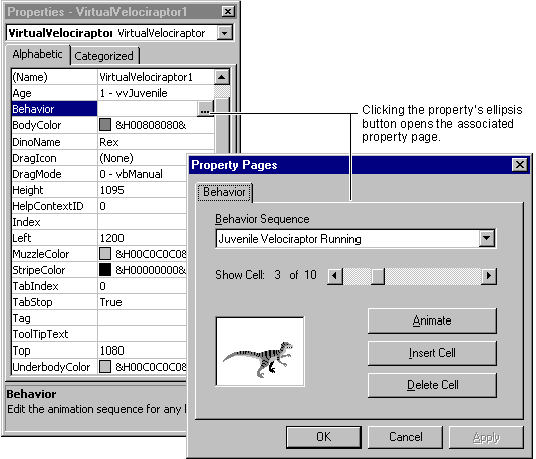 Properties - VirtualVelociraptor1
VirtualVelociraptor VirtualVelociraptor
Alphabetic Categorized
(Name) VirtualVelociraptor1
Age 1 - vvJuvenile
Behavior ...
BodyColor &H00808080&
DinoName Rex
DragIcon (None)
DragMode 0 - vbManual
Height 1095
HelpContextID 0
Index
Left 1200
MuzzleColor &H00C0C0C08
StripeColor &H00000000&
TabIndex 0
TabStop True
Tag
ToolTipText
Top 1080
UnderbodyColor &H00C0C0C08
Behavior
Edit the animation sequence for any
Clicking the property's ellipsis
button opens the associated
property page.
Property Pages
Behavior
Behavior Sequence
Juvenile Velociraptor Running
Show Cell: 3 of 10
Animate
Insert Cell
Delete Cell
OK Cancel Apply